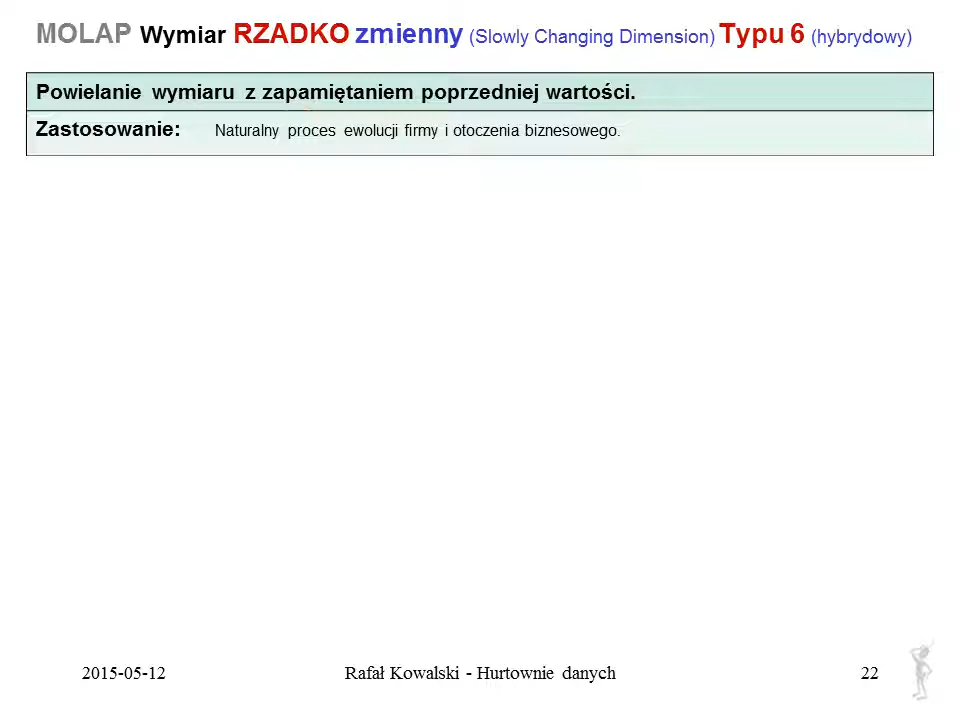 MOLAP Wymiar RZADKO zmienny (Slowly Changing Dimension) Typu 6 (hybrydowy)
Powielanie wymiaru z zapamiętaniem poprzedniej wartości.
Zastosowanie: Naturalny proces ewolucji firmy i otoczenia biznesowego.
2015-05-12 Rafał Kowalski - Hurtownie danych 22